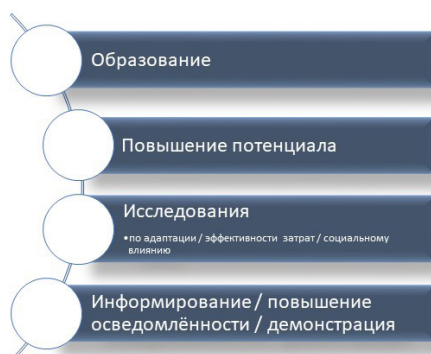 Образование
Повышение потенциала
Исследования
•по адаптации / эффективности затрат / социальному
влиянию
Информирование / повышение
осведомлённости / демонстрация